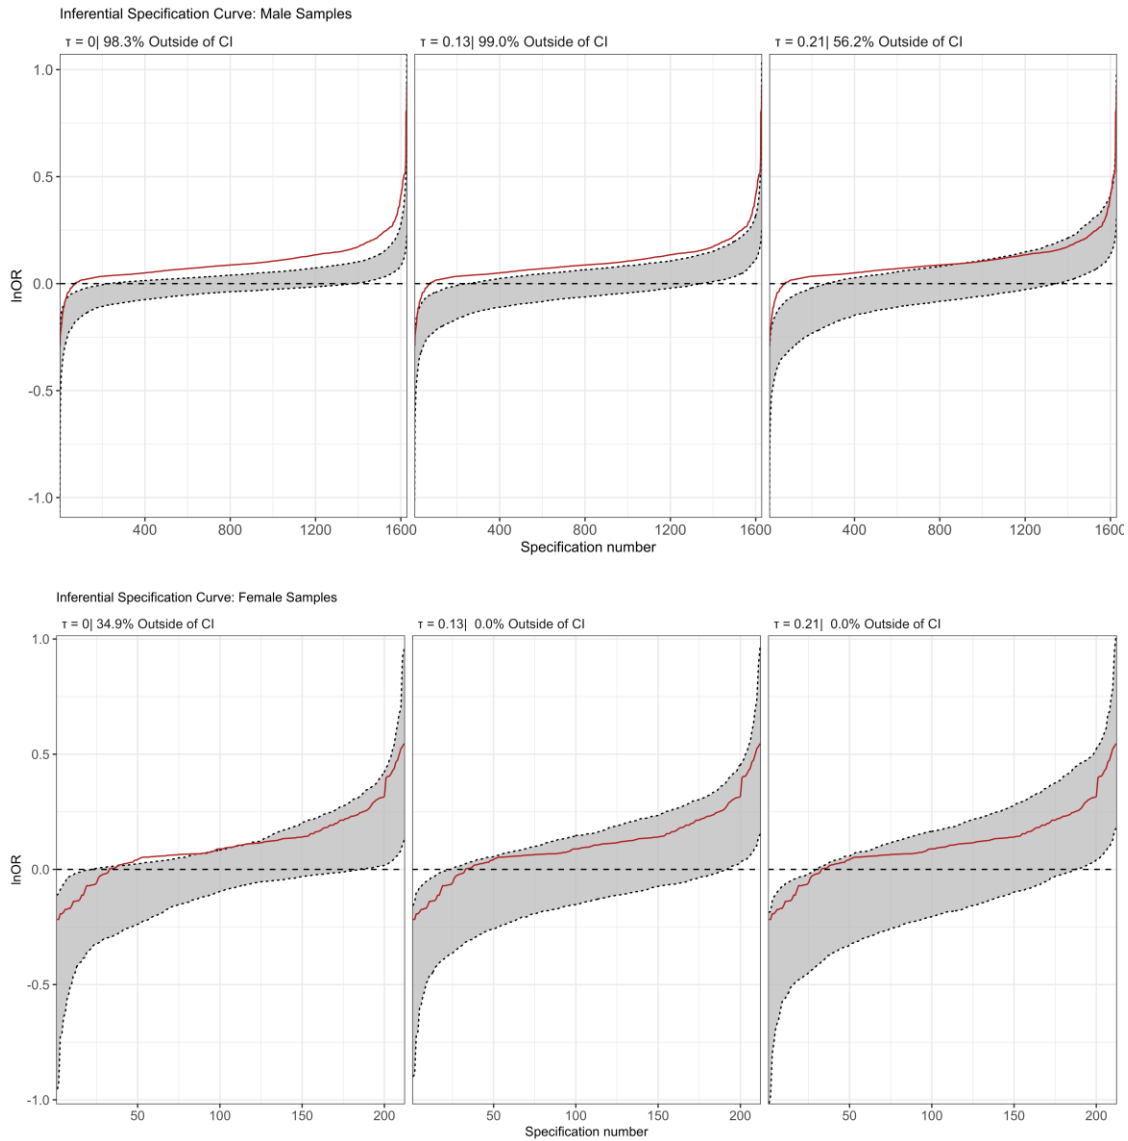 Inferential Specification Curve: Male Samples
τ = 0| 98.3% Outside of CI τ = 0.13| 99.0% Outside of CI τ = 0.21| 56.2% Outside of CI
1.0
0.5
0.0
-0.5
-1.0
lnOR
400 800 1200 1600 400 800 1200 1600 400 800 1200 1600
Specification number
Inferential Specification Curve: Female Samples
τ = 0| 34.9% Outside of CI τ = 0.13| 0.0% Outside of CI τ = 0.21| 0.0% Outside of CI
1.0
0.5
0.0
-0.5
-1.0
lnOR
50 100 150 200 50 100 150 200 50 100 150 200
Specification number